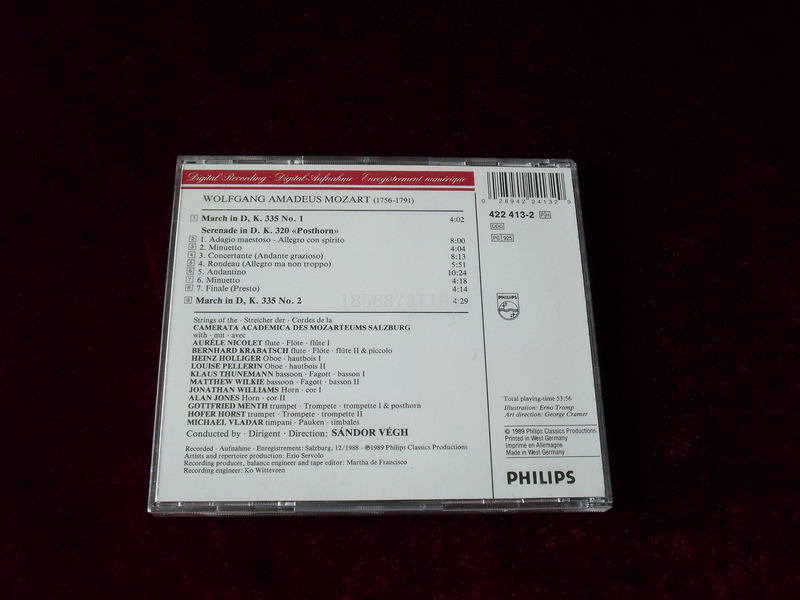 Digital Recording · Digital-Aufnahme · Enregistrement numérique
WOLFGANG AMADEUS MOZART (1756-1791)
1 March in D, K. 335 No. 1 4:02
Serenade in D. K. 320 «Posthorn»
2 1. Adagio maestoso - Allegro con spirito 8:00
3 2. Minuetto 4:04
4 3. Concertante (Andante grazioso) 8:13
5 4. Rondeau (Allegro ma non troppo) 5:51
6 5. Andantino 10:24
7 6. Minuetto 4:18
8 7. Finale (Presto) 4:14
9 March in D, K. 335 No. 2 4:29
Strings of the · Streicher der · Cordes de la
CAMERATA ACADEMICA DES MOZARTEUMS SALZBURG
with · mit · avec
AURÈLE NICOLET flute · Flöte · flûte I
BERNHARD KRABATSCH flute · Flöte · flûte II & piccolo
HEINZ HOLLIGER Oboe · hautbois I
LOUISE PELLERIN Oboe · hautbois II
KLAUS THUNEMANN bassoon · Fagott · basson I
MATTHEW WILKIE bassoon · Fagott · basson II
JONATHAN WILLIAMS Horn · cor I
ALAN JONES Horn · cor II
GOTTFRIED MENTH trumpet · Trompete · trompette I & posthorn
HOFER HORST trumpet · Trompete · trompette II
MICHAEL VLADAR timpani · Pauken · timbales
Conducted by · Dirigent · Direction: SÁNDOR VÉGH
Recorded · Aufnahme · Enregistrement: Salzburg, 12/1988 · ℗1989 Philips Classics Productions
Artists and repertoire production: Ezio Servolo
Recording producer, balance engineer and tape editor: Martha de Francisco
Recording engineer: Ko Witteveen
0 28942 24132 9
422 413-2 PH
DDD
PG 925
PHILIPS
Total playing-time 53:56
Illustration: Erno Tromp
Art direction: George Cramer
© 1989 Philips Classics Productions
Printed in West Germany
Imprimé en Allemagne
Made in West Germany
PHILIPS